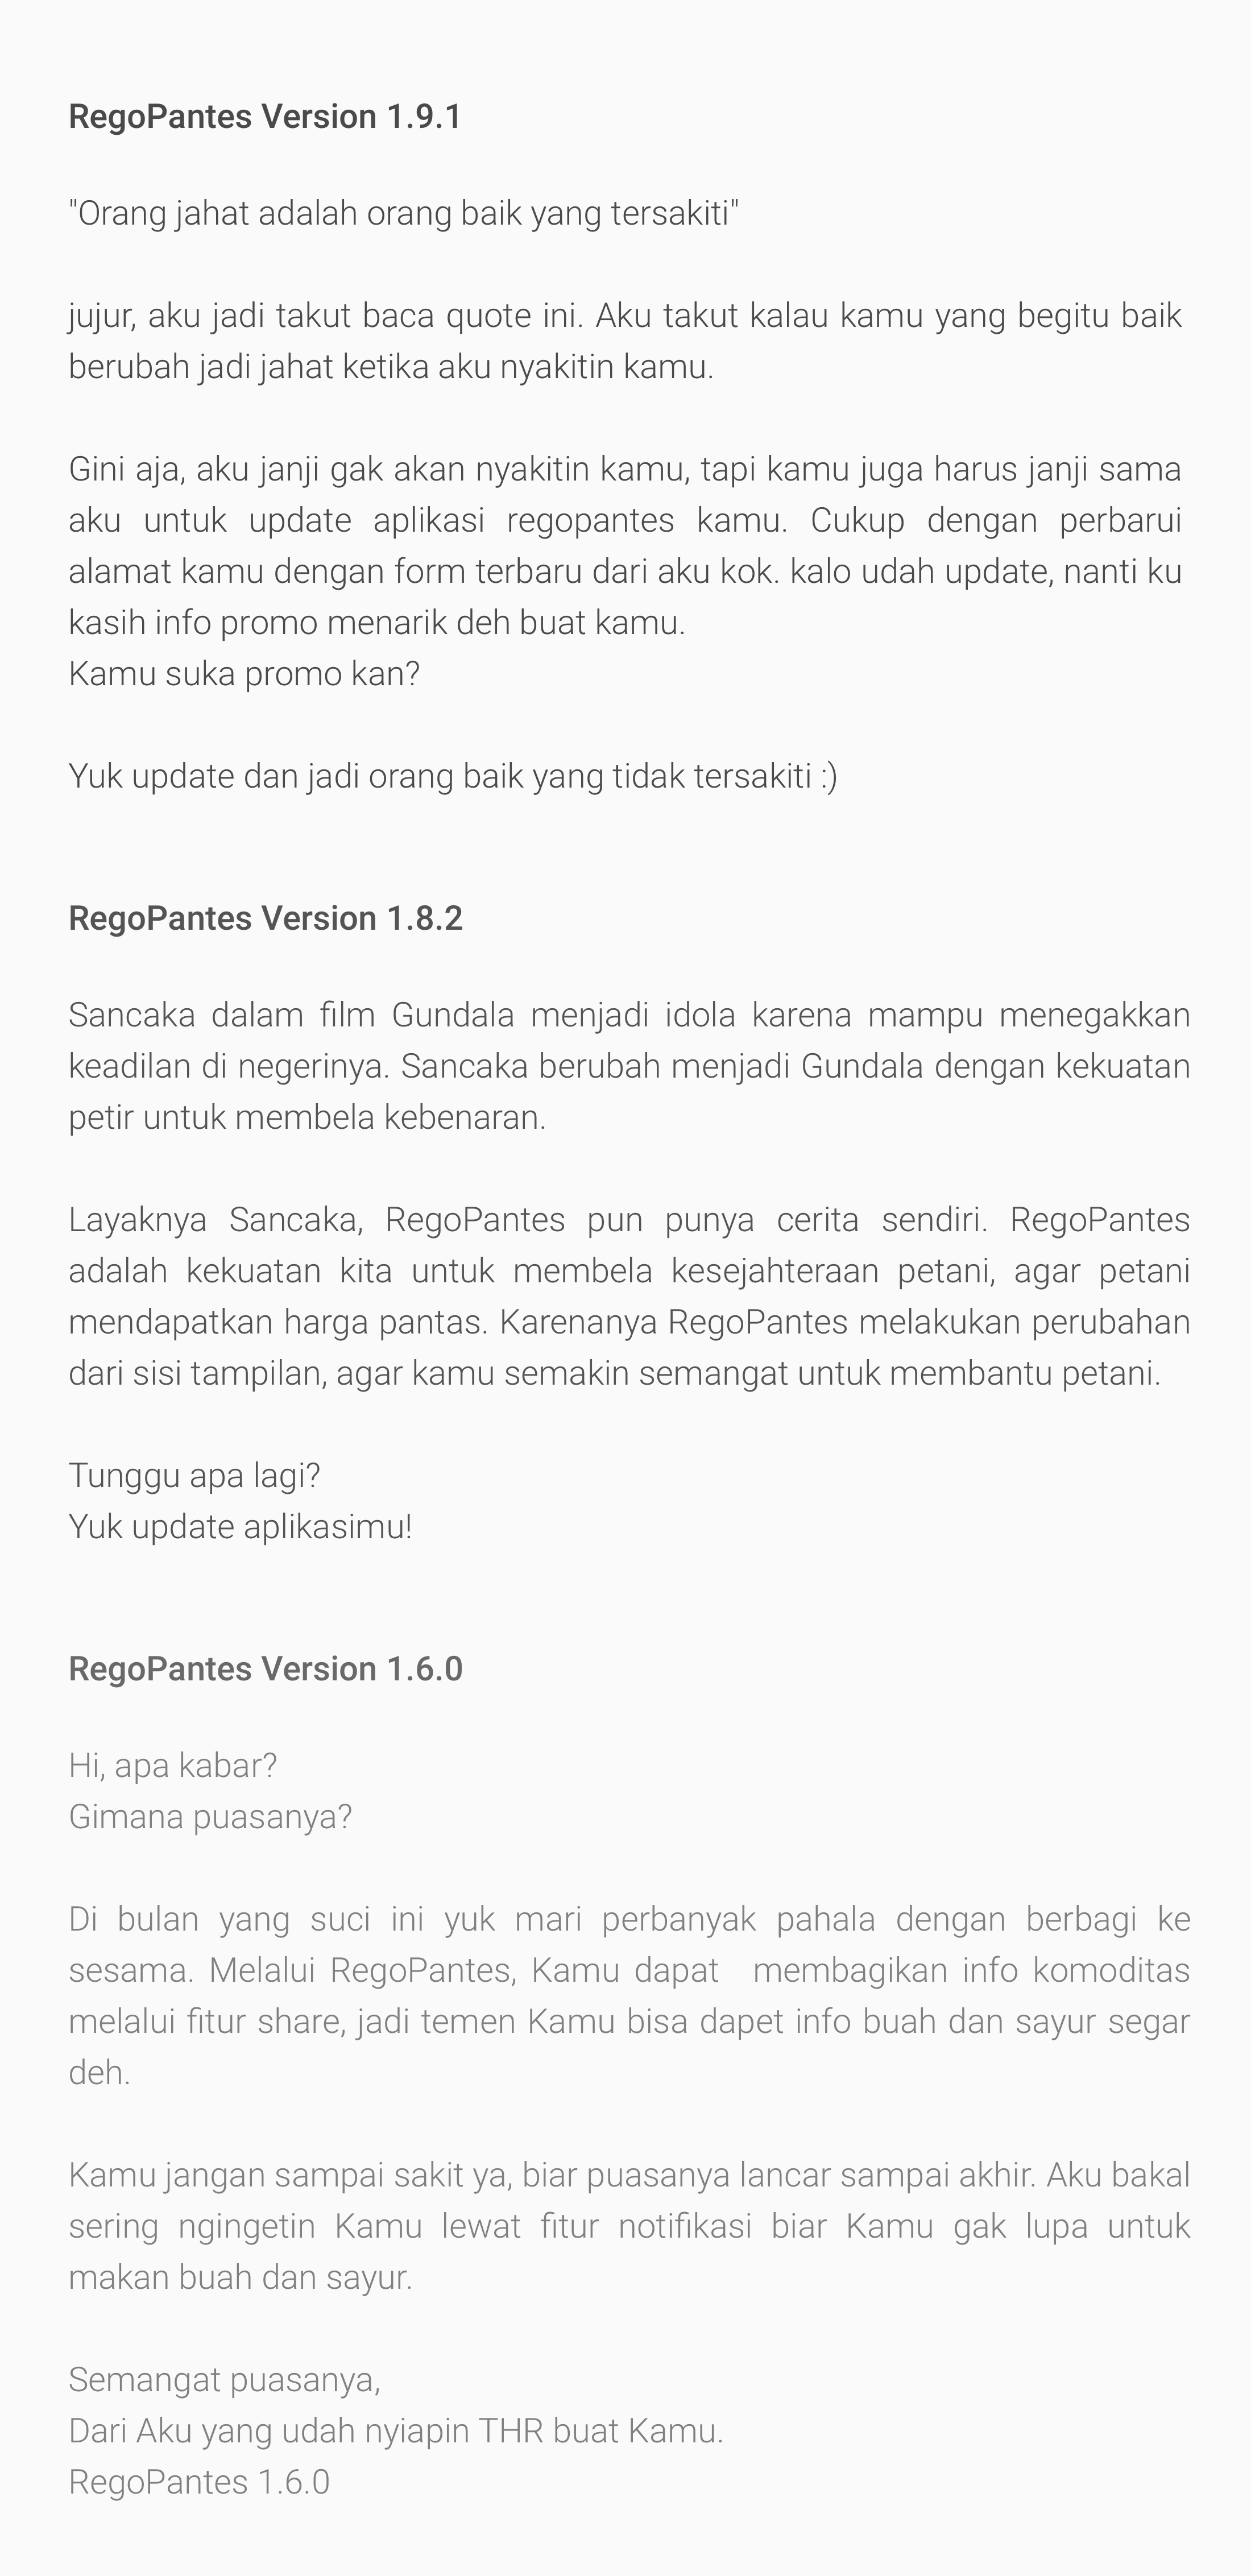 RegoPantes Version 1.9.1
"Orang jahat adalah orang baik yang tersakiti"
jujur, aku jadi takut baca quote ini. Aku takut kalau kamu yang begitu baik
berubah jadi jahat ketika aku nyakitin kamu.
Gini aja, aku janji gak akan nyakitin kamu, tapi kamu juga harus janji sama
aku untuk update aplikasi regopantes kamu. Cukup dengan perbarui
alamat kamu dengan form terbaru dari aku kok. kalo udah update, nanti ku
kasih info promo menarik deh buat kamu.
Kamu suka promo kan?
Yuk update dan jadi orang baik yang tidak tersakiti :)
RegoPantes Version 1.8.2
Sancaka dalam film Gundala menjadi idola karena mampu menegakkan
keadilan di negerinya. Sancaka berubah menjadi Gundala dengan kekuatan
petir untuk membela kebenaran.
Layaknya Sancaka, RegoPantes pun punya cerita sendiri. RegoPantes
adalah kekuatan kita untuk membela kesejahteraan petani, agar petani
mendapatkan harga pantas. Karenanya RegoPantes melakukan perubahan
dari sisi tampilan, agar kamu semakin semangat untuk membantu petani.
Tunggu apa lagi?
Yuk update aplikasimu!
RegoPantes Version 1.6.0
Hi, apa kabar?
Gimana puasanya?
Di bulan yang suci ini yuk mari perbanyak pahala dengan berbagi ke
sesama. Melalui RegoPantes, Kamu dapat membagikan info komoditas
melalui fitur share, jadi temen Kamu bisa dapet info buah dan sayur segar
deh.
Kamu jangan sampai sakit ya, biar puasanya lancar sampai akhir. Aku bakal
sering ngingetin Kamu lewat fitur notifikasi biar Kamu gak lupa untuk
makan buah dan sayur.
Semangat puasanya,
Dari Aku yang udah nyiapin THR buat Kamu.
RegoPantes 1.6.0